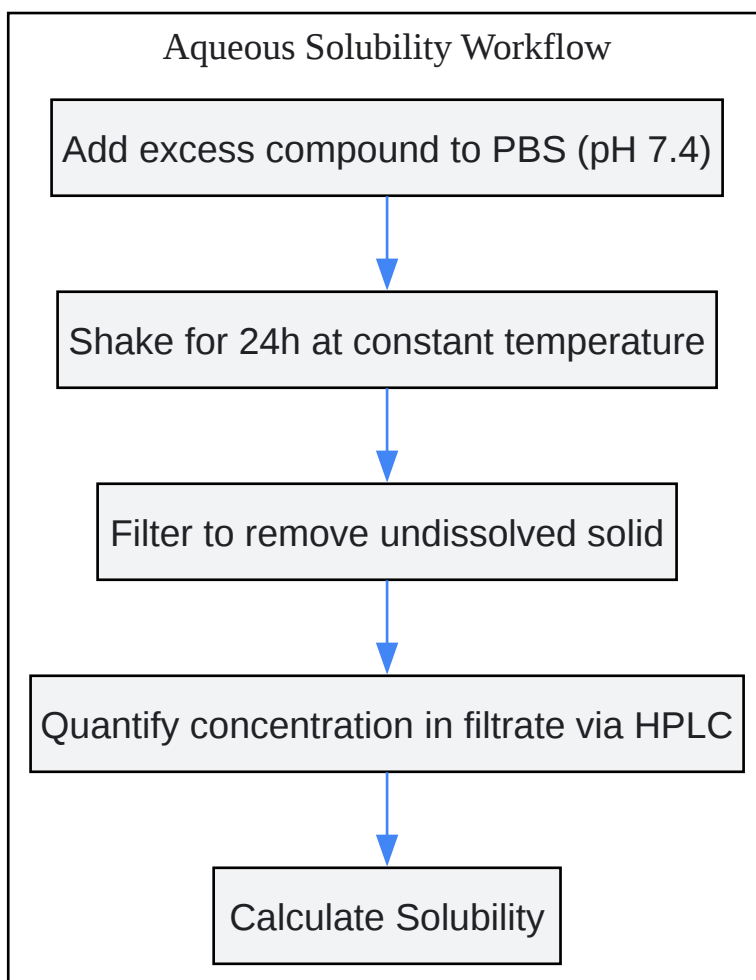 Aqueous Solubility Workflow
Add excess compound to PBS (pH 7.4)
Shake for 24h at constant temperature
Filter to remove undissolved solid
Quantify concentration in filtrate via HPLC
Calculate Solubility